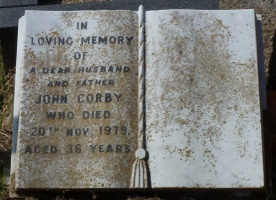 IN
LOVING MEMORY
OF
A DEAR HUSBAND
AND FATHER
JOHN CORBY
WHO DIED
20TH NOV. 1975,
AGED 36 YEARS